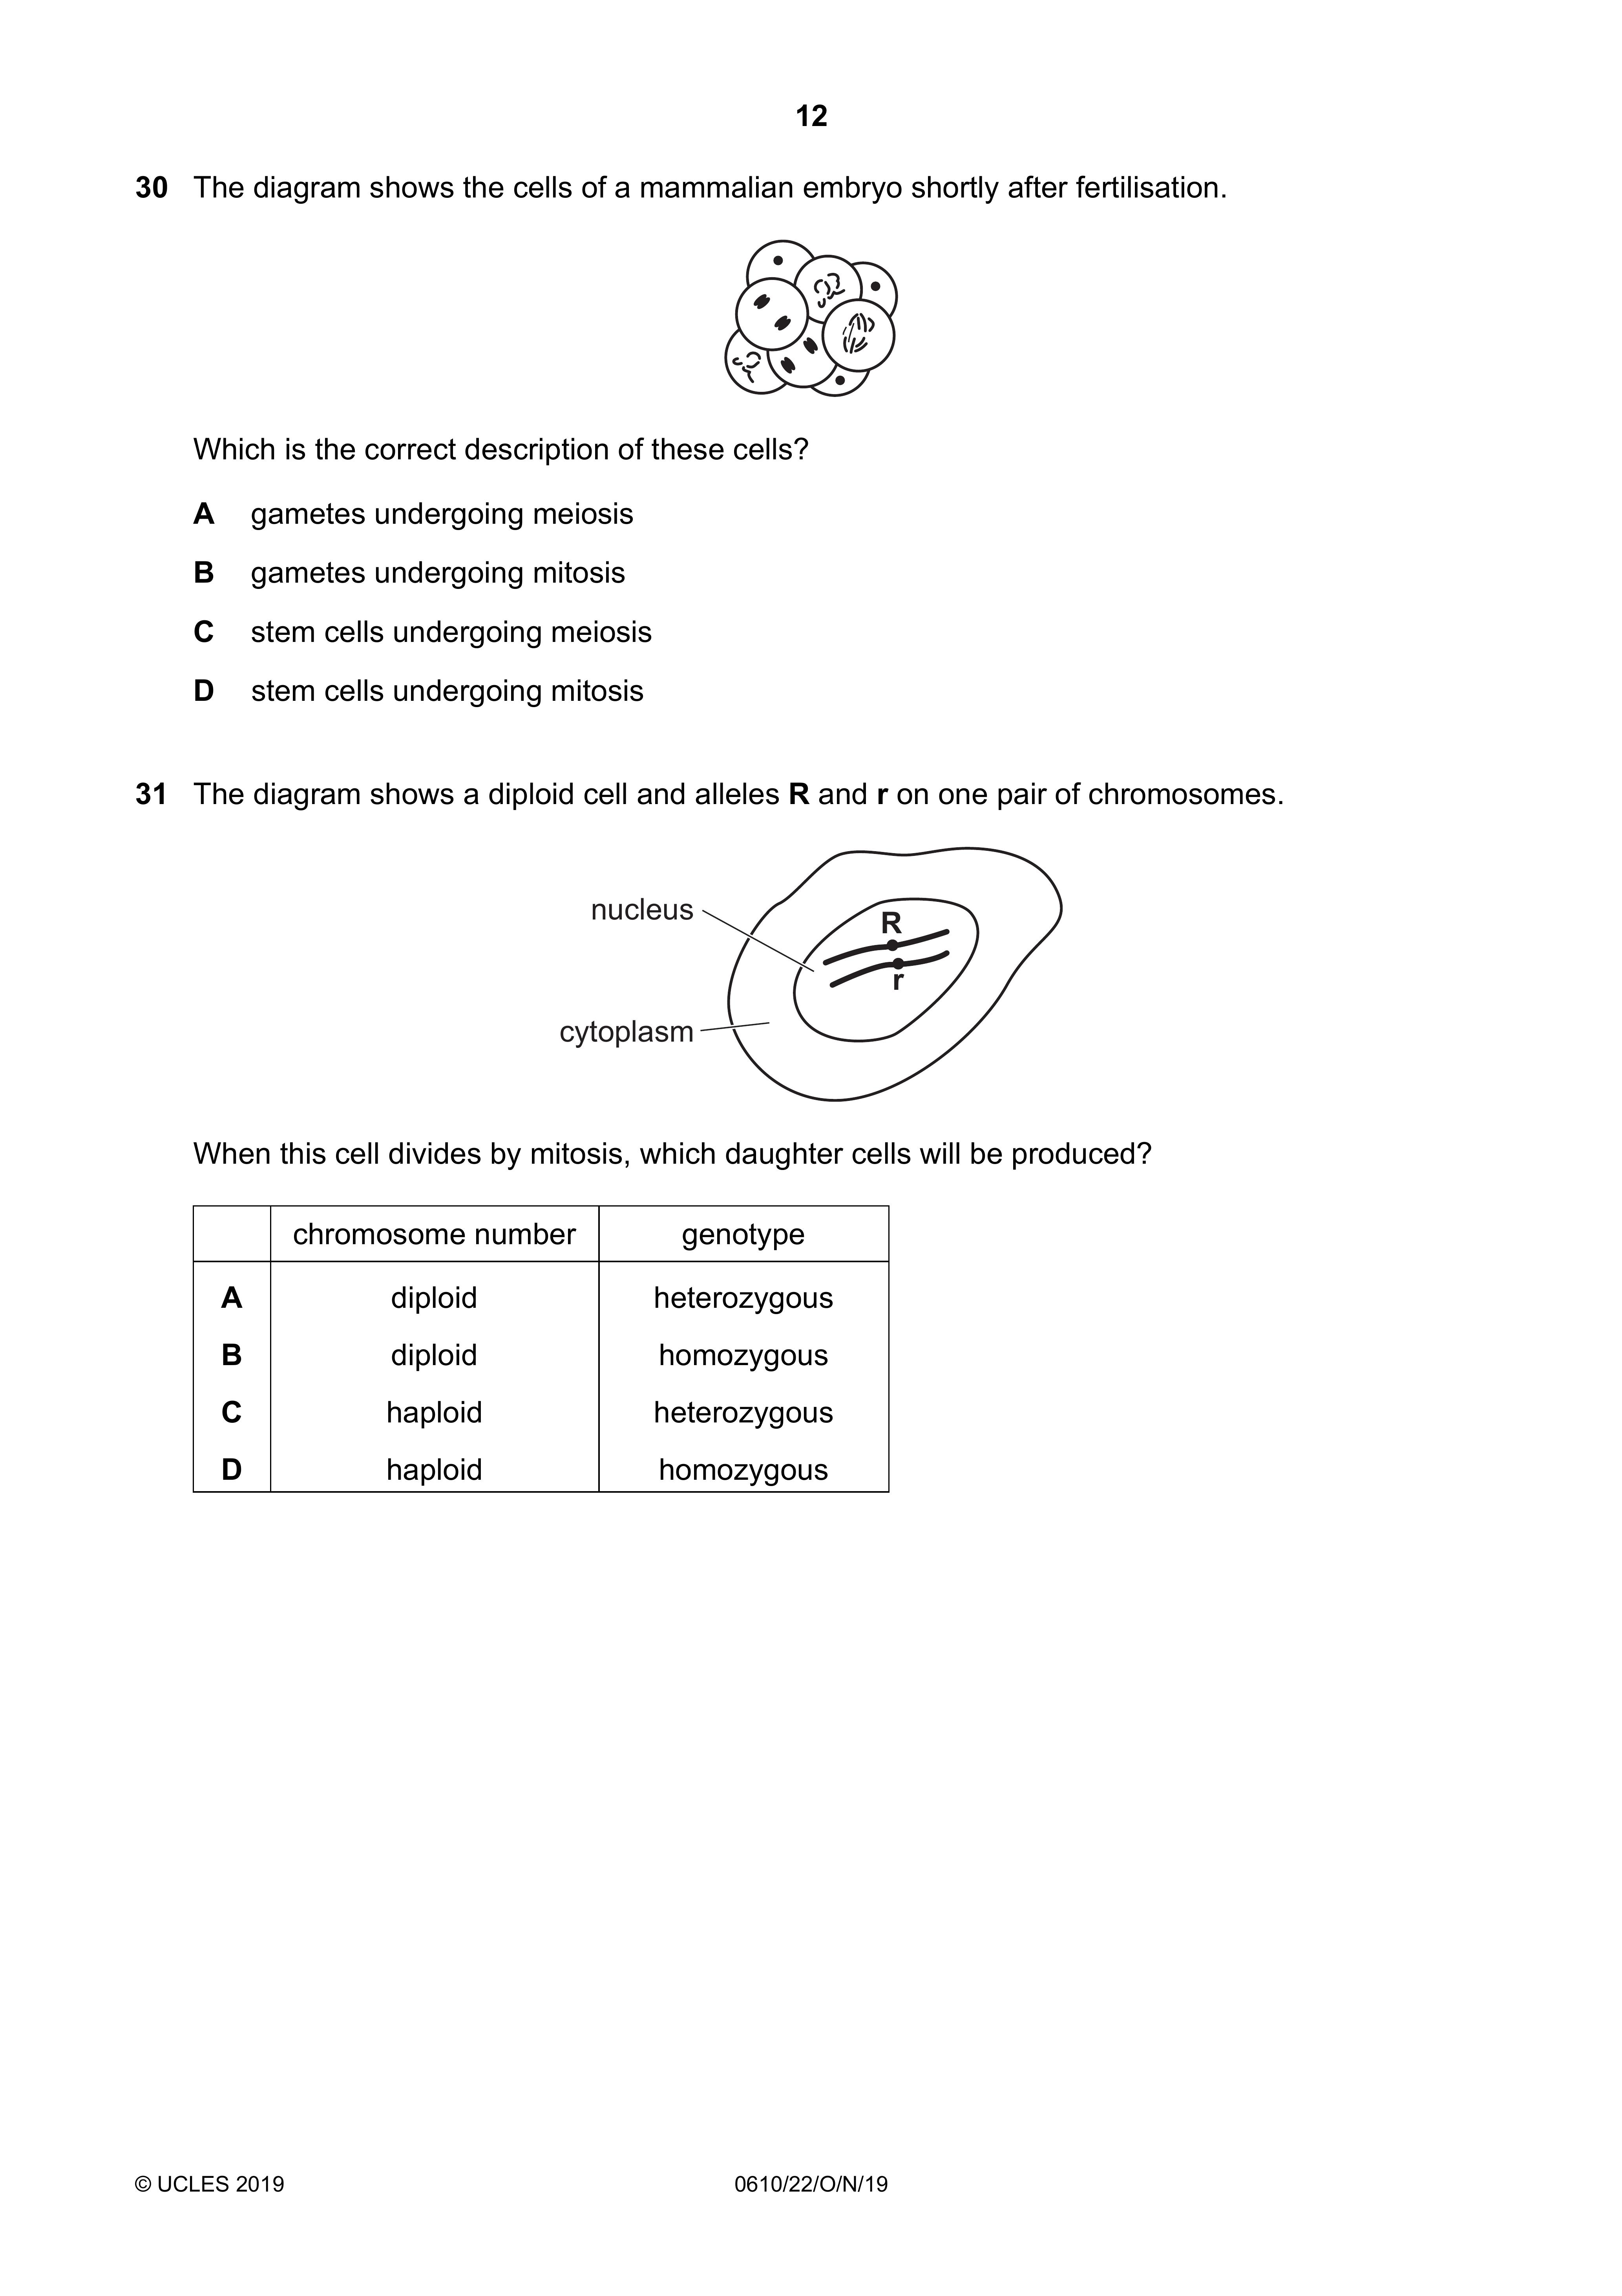 12
30 The diagram shows the cells of a mammalian embryo shortly after fertilisation.
Which is the correct description of these cells?
A gametes undergoing meiosis
B gametes undergoing mitosis
C stem cells undergoing meiosis
D stem cells undergoing mitosis
31 The diagram shows a diploid cell and alleles R and r on one pair of chromosomes.
nucleus
R
r
cytoplasm
When this cell divides by mitosis, which daughter cells will be produced?
chromosome number genotype
A diploid heterozygous
B diploid homozygous
C haploid heterozygous
D haploid homozygous
© UCLES 2019 0610/22/O/N/19